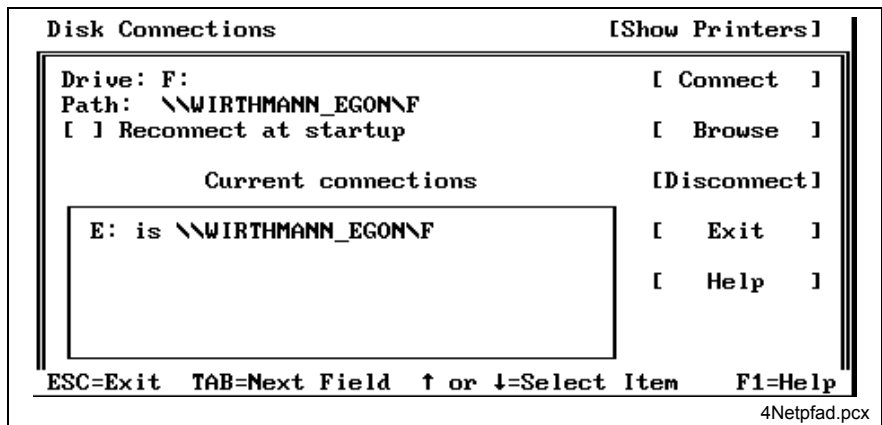 Disk Connections [Show Printers]
Drive: F: [ Connect ]
Path: \\WIRTHMANN_EGON\F
[ ] Reconnect at startup [ Browse ]
Current connections [Disconnect]
E: is \\WIRTHMANN_EGON\F [ Exit ]
[ Help ]
ESC=Exit TAB=Next Field ↑ or ↓=Select Item F1=Help
4Netpfad.pcx